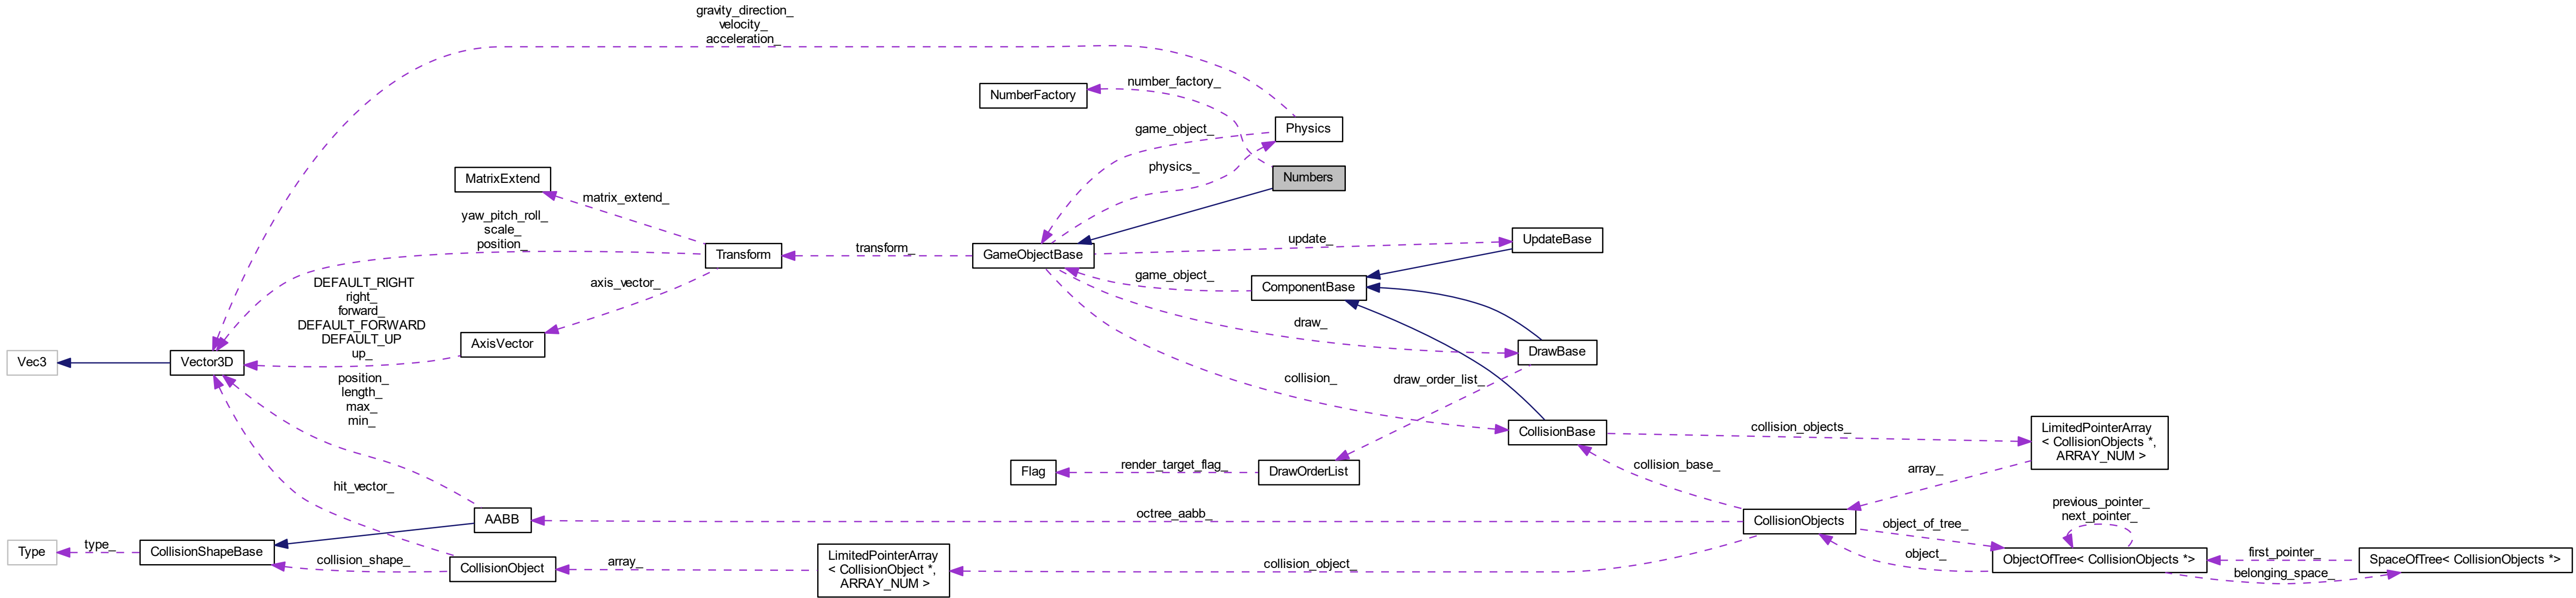 gravity_direction_
velocity_
acceleration_
number_factory_
NumberFactory
Physics
game_object_
physics_
Numbers
MatrixExtend
matrix_extend_
yaw_pitch_roll_
scale_
position_
Transform
transform_
GameObjectBase
update_
UpdateBase
game_object_
ComponentBase
axis_vector_
DEFAULT_RIGHT
right_
forward_
DEFAULT_FORWARD
DEFAULT_UP
up_
AxisVector
draw_
DrawBase
Vec3
Vector3D
position_
length_
max_
min_
collision_
draw_order_list_
CollisionBase
collision_objects_
LimitedPointerArray
< CollisionObjects *,
ARRAY_NUM >
Flag
render_target_flag_
DrawOrderList
collision_base_
array_
hit_vector_
AABB
octree_aabb_
CollisionObjects
object_of_tree_
previous_pointer_
next_pointer_
Type
type_
CollisionShapeBase
collision_shape_
CollisionObject
array_
LimitedPointerArray
< CollisionObject *,
ARRAY_NUM >
collision_object_
object_
ObjectOfTree< CollisionObjects *>
first_pointer_
belonging_space_
SpaceOfTree< CollisionObjects *>